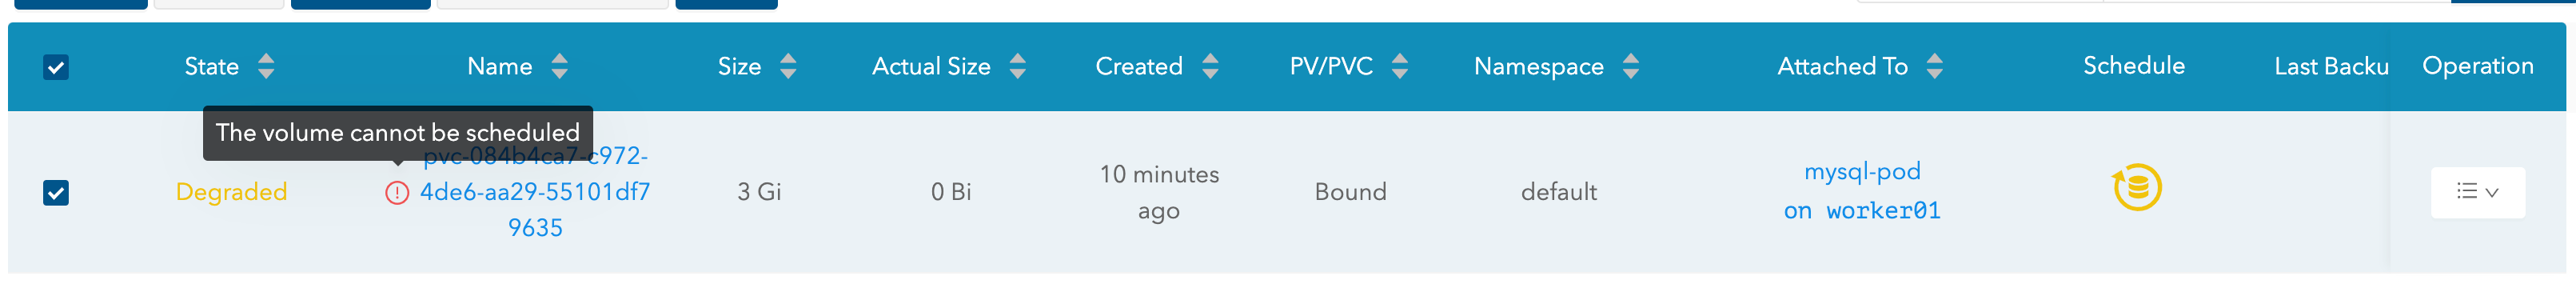 State
Name
Size
Actual Size
Created
PV/PVC
Namespace
Attached To
Schedule
Last Backu
Operation
The volume cannot be scheduled
Degraded
pvc-084b4ca7-c972-
4de6-aa29-55101df7
9635
3 Gi
0 Bi
10 minutes
ago
Bound
default
mysql-pod
on worker01